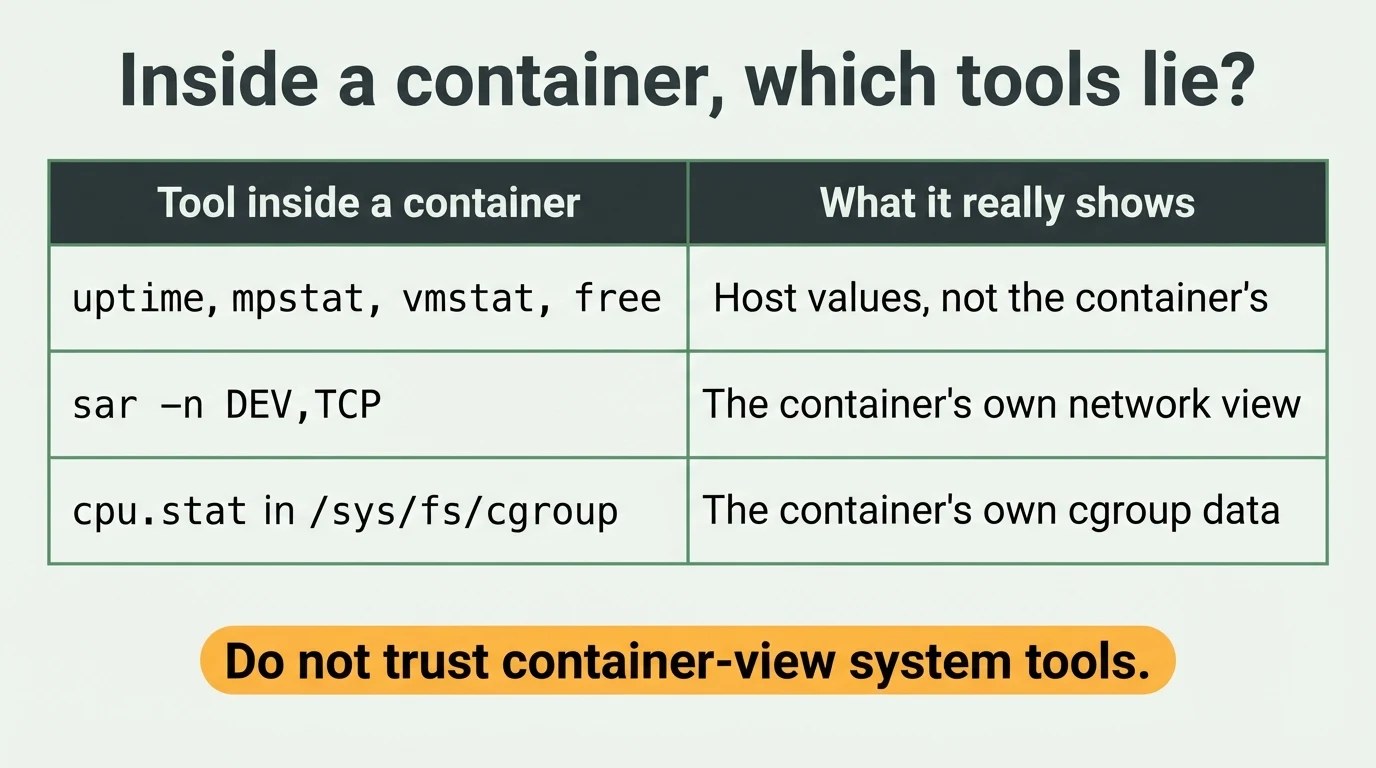 Inside a container, which tools lie?
Tool inside a container
What it really shows
uptime, mpstat, vmstat, free
Host values, not the container's
sar –n DEV,TCP
The container's own network view
cpu.stat in /sys/fs/cgroup
The container's own cgroup data
Do not trust container-view system tools.